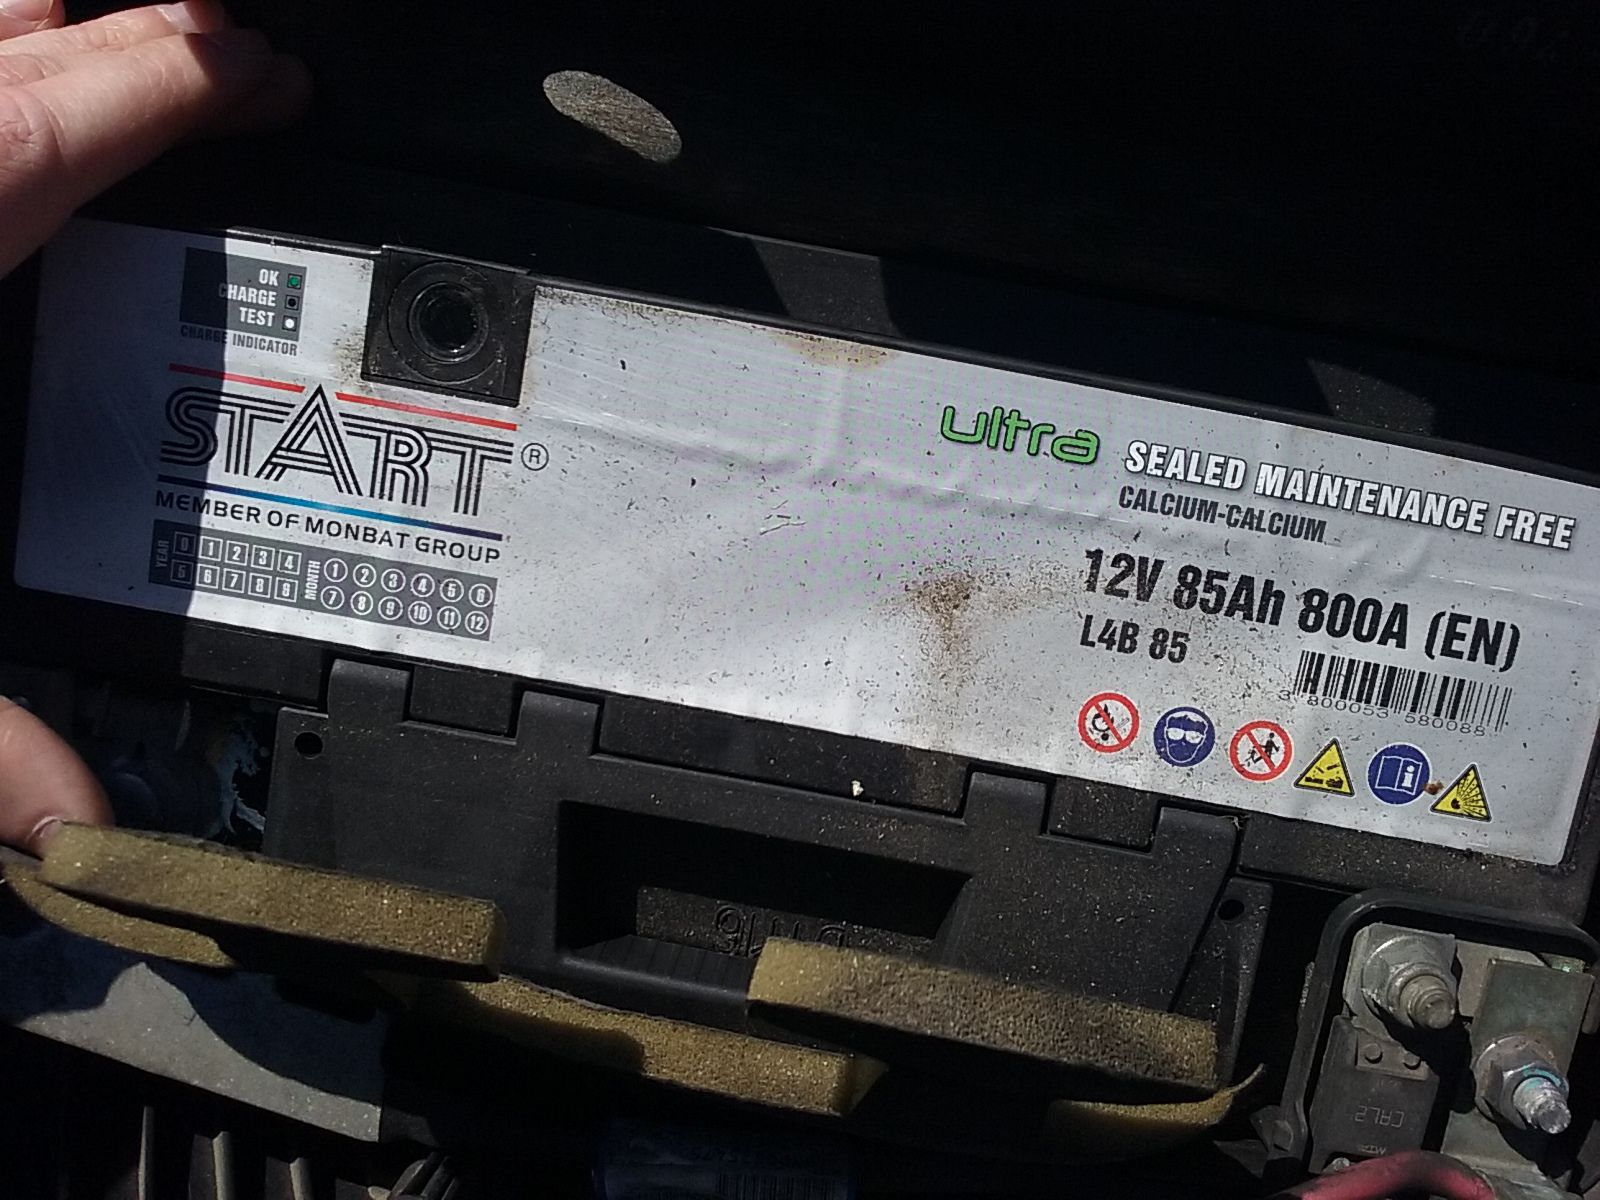 OK
CHARGE
TEST
CHARGE INDICATOR
START®
MEMBER OF MONBAT GROUP
YEAR 0 1 2 3 4 MONTH 1 2 3 4 5 6
5 6 7 8 9 7 8 9 10 11 12
ultra SEALED MAINTENANCE FREE
CALCIUM-CALCIUM
12V 85Ah 800A (EN)
L4B 85
3 800053 580088
CAL2